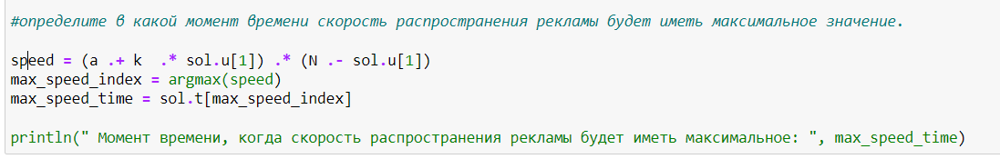 #определите в какой момент времени скорость распространения рекламы будет иметь максимальное значение.
speed = (a .+ k  .* sol.u[1]) .* (N .- sol.u[1])
max_speed_index = argmax(speed)
max_speed_time = sol.t[max_speed_index]
println(" Момент времени, когда скорость распространения рекламы будет иметь максимальное: ", max_speed_time)